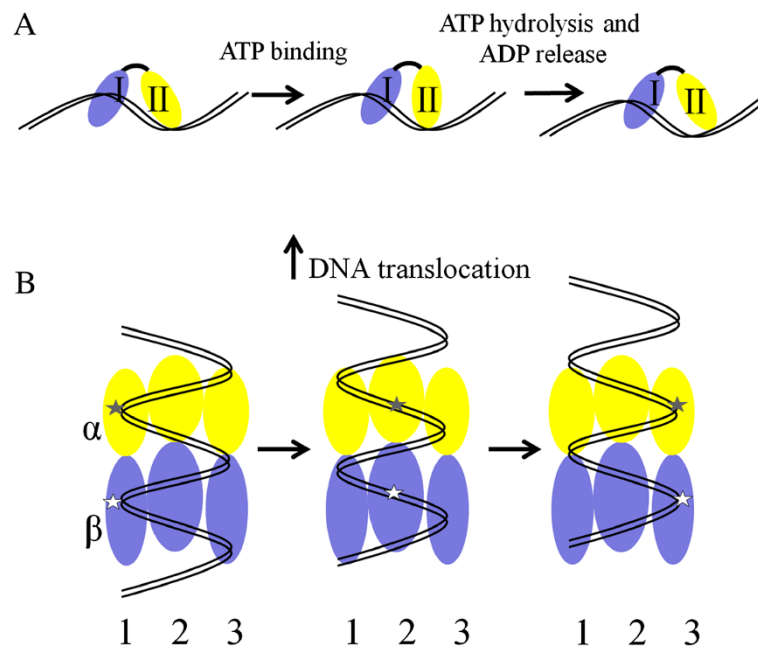 A
ATP binding
ATP hydrolysis and
ADP release
I II
I II
I II
DNA translocation
B
α
β
1 2 3
1 2 3
1 2 3